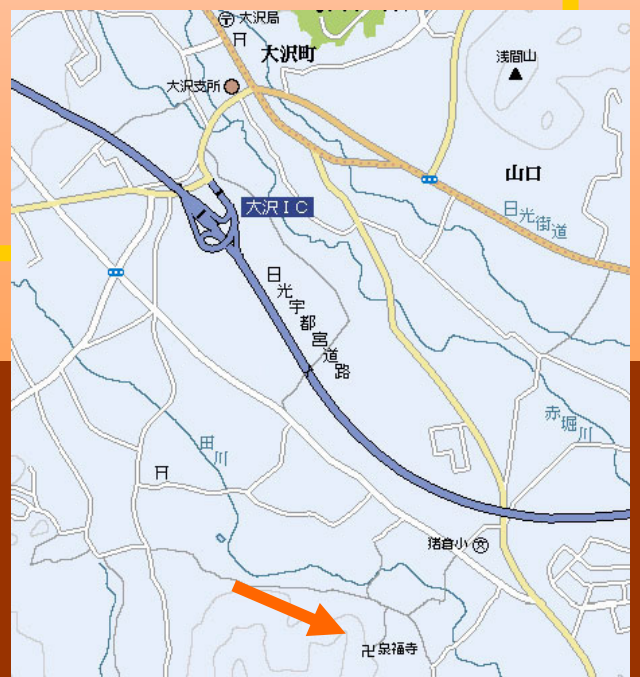 大沢局
大沢町
浅間山
大沢支所
山口
大沢IC
日光街道
日光宇都宮道路
赤堀川
田川
猪倉小
卍泉福寺